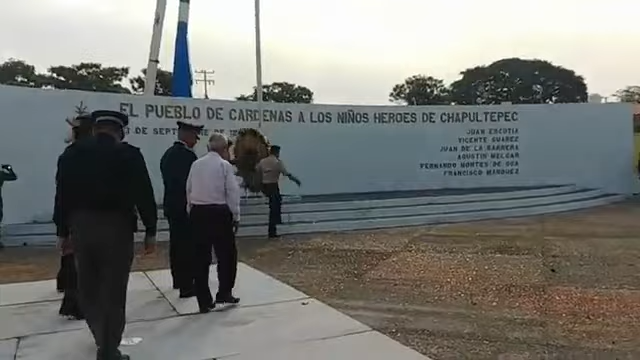 EL PUEBLO DE CARDENAS A LOS NIÑOS HEROES DE CHAPULTEPEC
DE SEPTIEMBRE DE
JUAN ESCUTIA
VICENTE SUAREZ
JUAN DE LA BARRERA
AGUSTIN MELGAR
FERNANDO MONTES DE OCA
FRANCISCO MARQUEZ